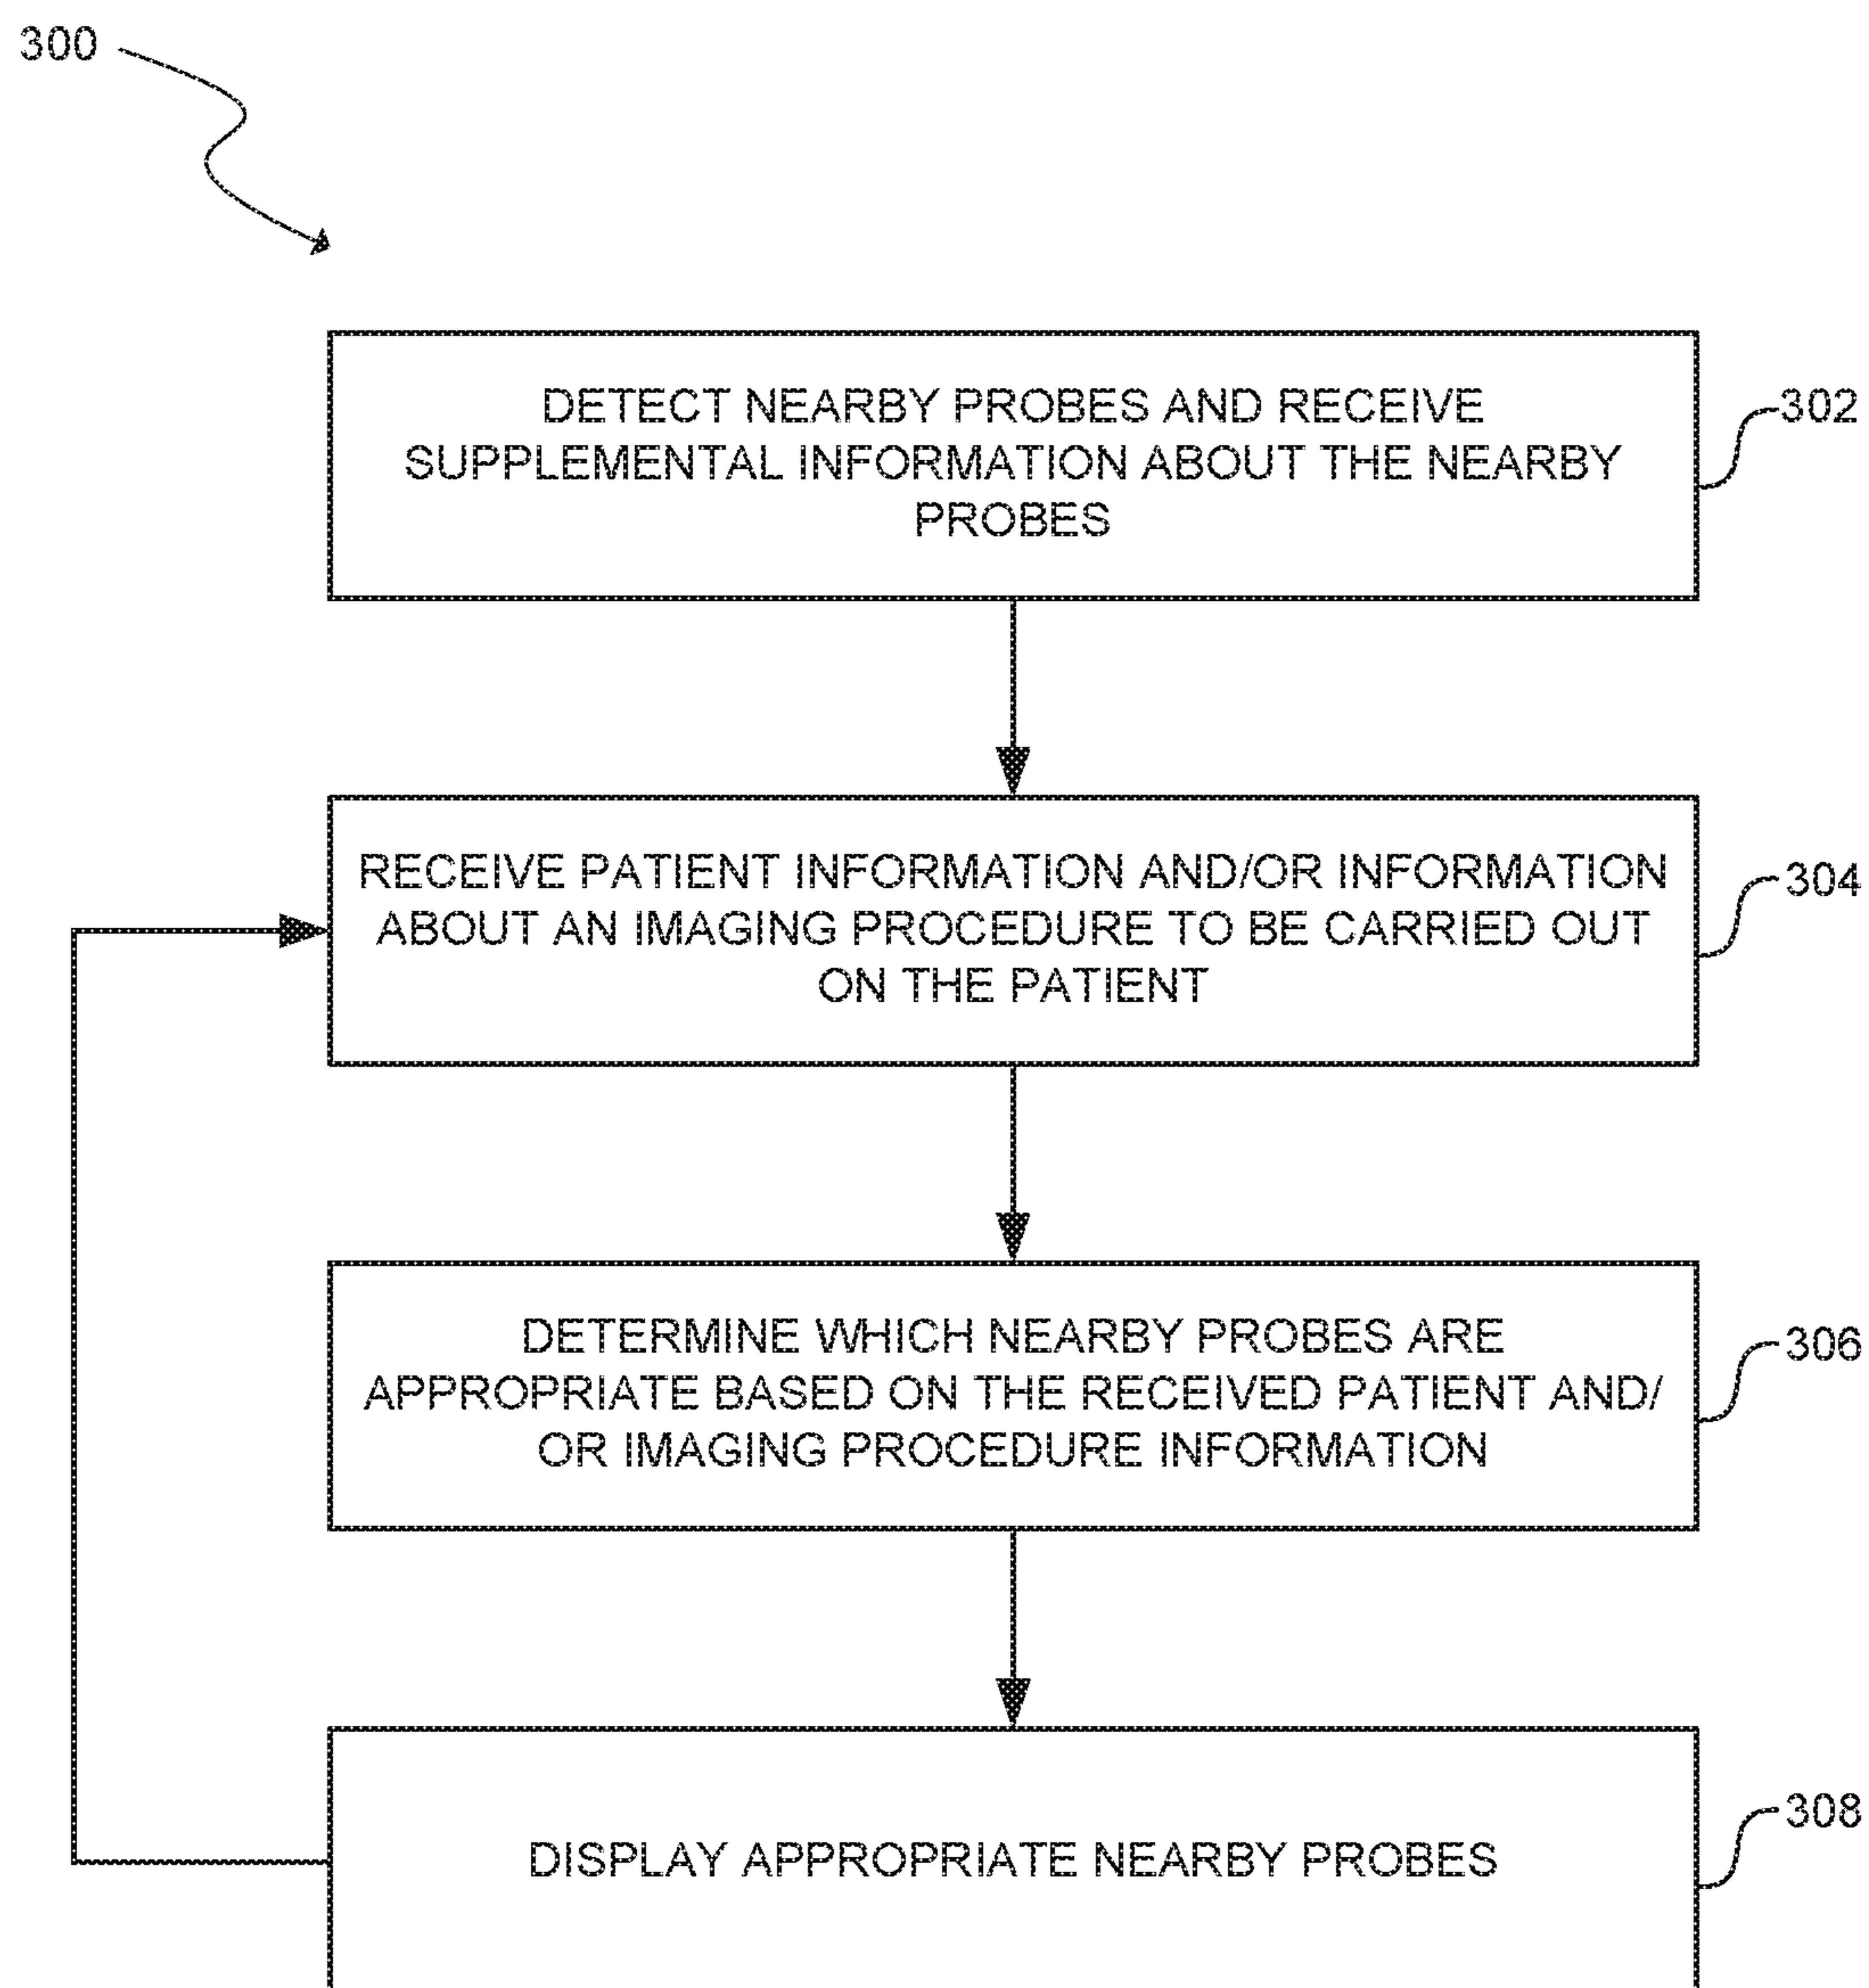 300
DETECT NEARBY PROBES AND RECEIVE
SUPPLEMENTAL INFORMATION ABOUT THE NEARBY
PROBES
302
RECEIVE PATIENT INFORMATION AND/OR INFORMATION
ABOUT AN IMAGING PROCEDURE TO BE CARRIED OUT
ON THE PATIENT
304
DETERMINE WHICH NEARBY PROBES ARE
APPROPRIATE BASED ON THE RECEIVED PATIENT AND/
OR IMAGING PROCEDURE INFORMATION
306
DISPLAY APPROPRIATE NEARBY PROBES
308